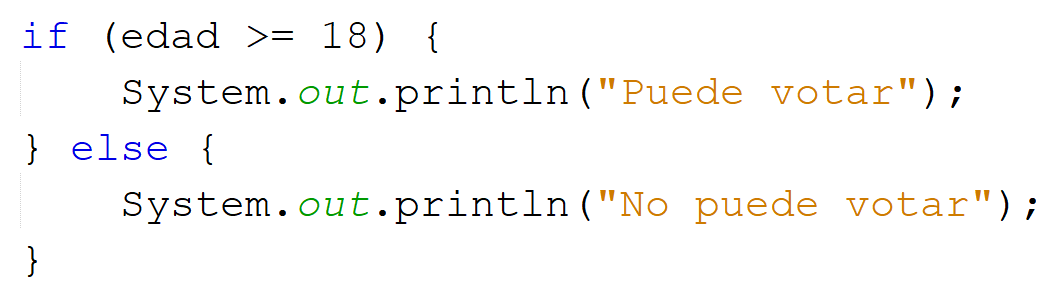 if (edad >= 18) {
    System.out.println("Puede votar");
} else {
    System.out.println("No puede votar");
}